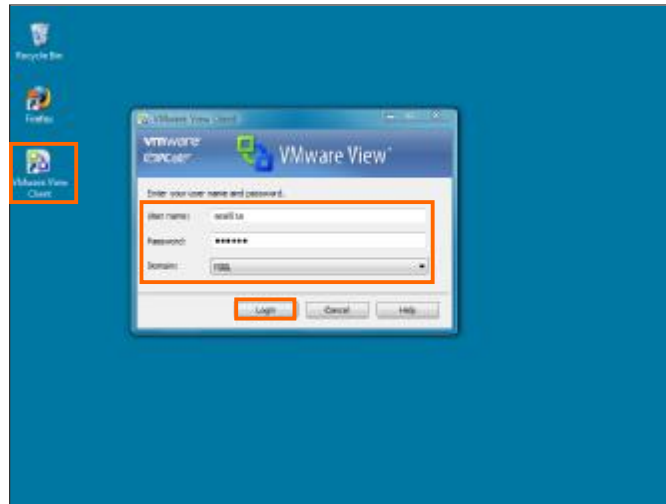 Recycle Bin
Firefox
VMware View
Client
VMware View Client
vmware
VMware View
Enter your user name and password.
User name:
Password:
••••••
Domain:
Login
Cancel
Help